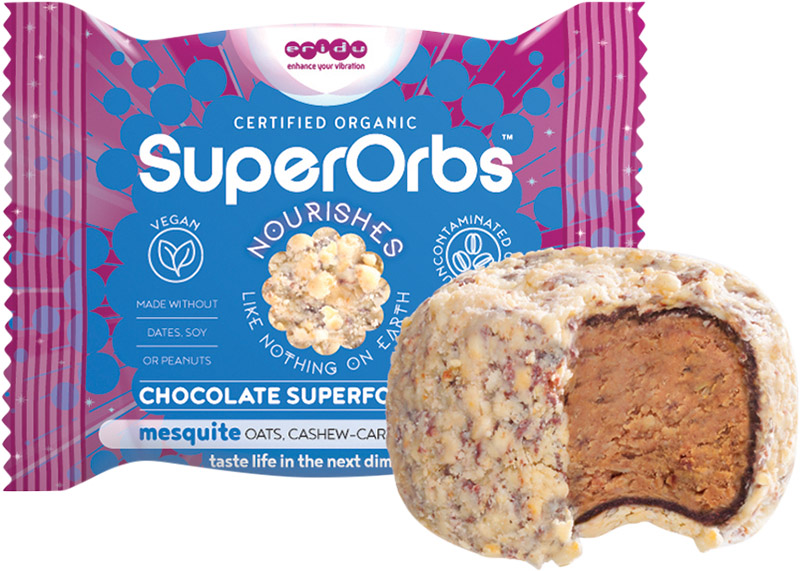 eridu
enhance your vibration
CERTIFIED ORGANIC
SuperOrbs™
VEGAN
NOURISHES
UNCONTAMINATED
LIKE NOTHING ON EARTH
MADE WITHOUT
DATES, SOY
OR PEANUTS
CHOCOLATE SUPERFO
mesquite OATS, CASHEW-CAR
taste life in the next dim